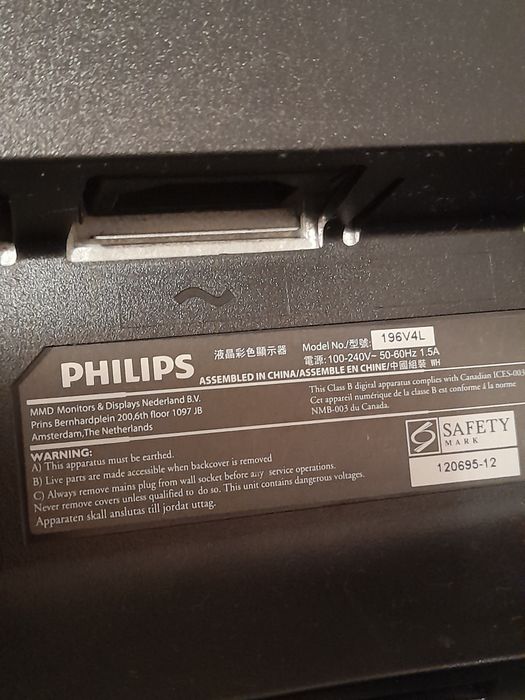 PHILIPS
液晶彩色顯示器
Model No./型號: 196V4L
電源: 100-240V~ 50-60Hz 1.5A
ASSEMBLED IN CHINA/ASSEMBLE EN CHINE/中國組裝 WH
MMD Monitors & Displays Nederland B.V.
Prins Bernhardplein 200,6th floor 1097 JB
Amsterdam,The Netherlands
This Class B digital apparatus complies with Canadian ICES-003
Cet appareil numérique de la classe B est conforme à la norme
NMB-003 du Canada.
WARNING:
A) This apparatus must be earthed.
B) Live parts are made accessible when backcover is removed
C) Always remove mains plug from wall socket before any service operations.
Never remove covers unless qualified to do so. This unit contains dangerous voltages.
Apparaten skall anslutas till jordat uttag.
SAFETY
MARK
120695-12